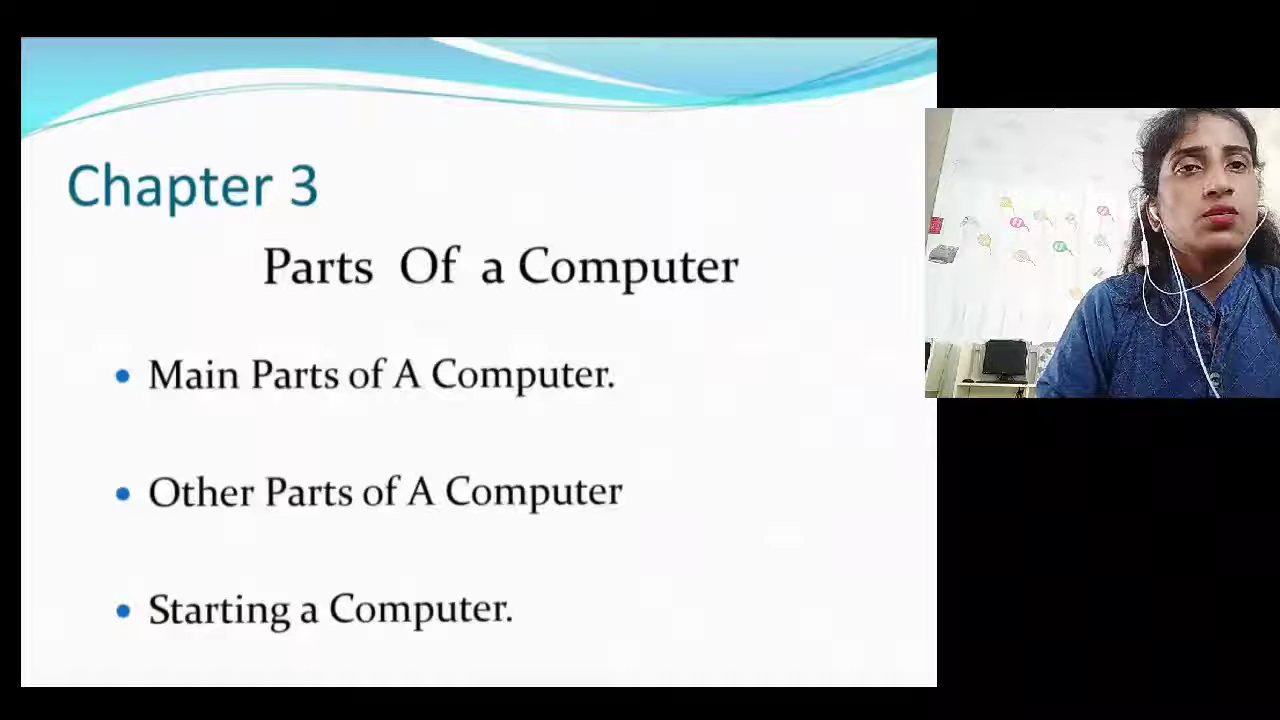 Chapter 3
Parts Of a Computer
Main Parts of A Computer.
Other Parts of A Computer
Starting a Computer.